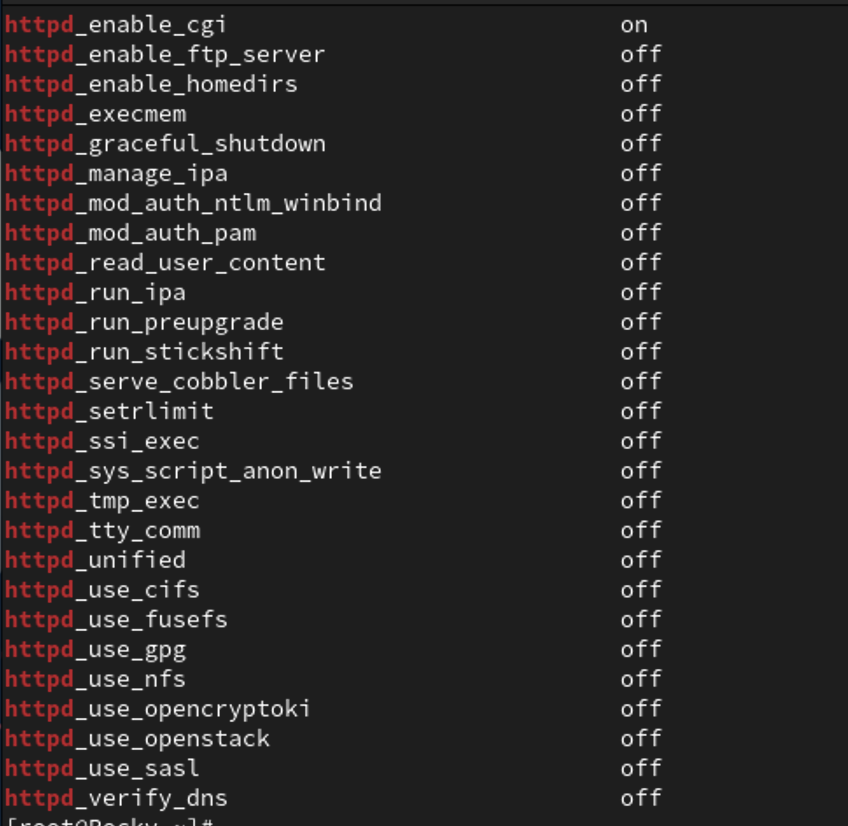 httpd_enable_cgi on
httpd_enable_ftp_server off
httpd_enable_homedirs off
httpd_execmem off
httpd_graceful_shutdown off
httpd_manage_ipa off
httpd_mod_auth_ntlm_winbind off
httpd_mod_auth_pam off
httpd_read_user_content off
httpd_run_ipa off
httpd_run_preupgrade off
httpd_run_stickshift off
httpd_serve_cobbler_files off
httpd_setrlimit off
httpd_ssi_exec off
httpd_sys_script_anon_write off
httpd_tmp_exec off
httpd_tty_comm off
httpd_unified off
httpd_use_cifs off
httpd_use_fusefs off
httpd_use_gpg off
httpd_use_nfs off
httpd_use_opencryptoki off
httpd_use_openstack off
httpd_use_sasl off
httpd_verify_dns off
[root@Rocky ~]#